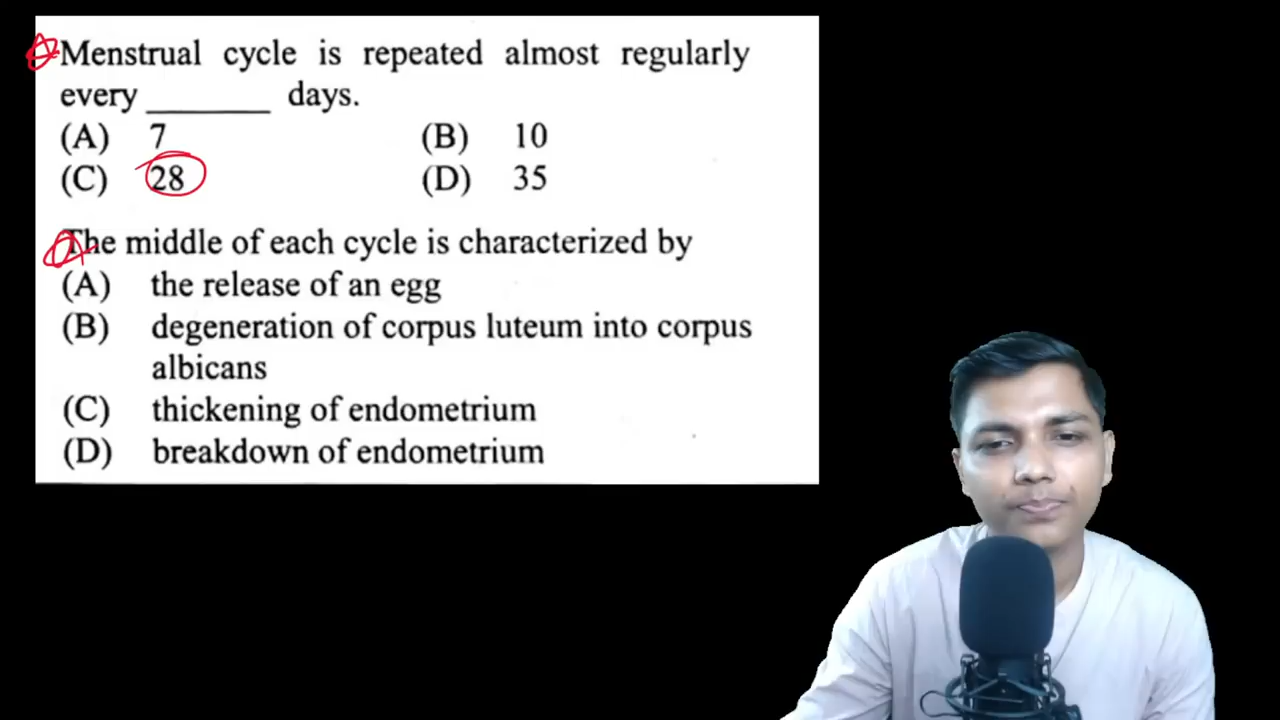 Menstrual cycle is repeated almost regularly
every ________ days.
(A) 7 (B) 10
(C) 28 (D) 35
The middle of each cycle is characterized by
(A) the release of an egg
(B) degeneration of corpus luteum into corpus
albicans
(C) thickening of endometrium
(D) breakdown of endometrium